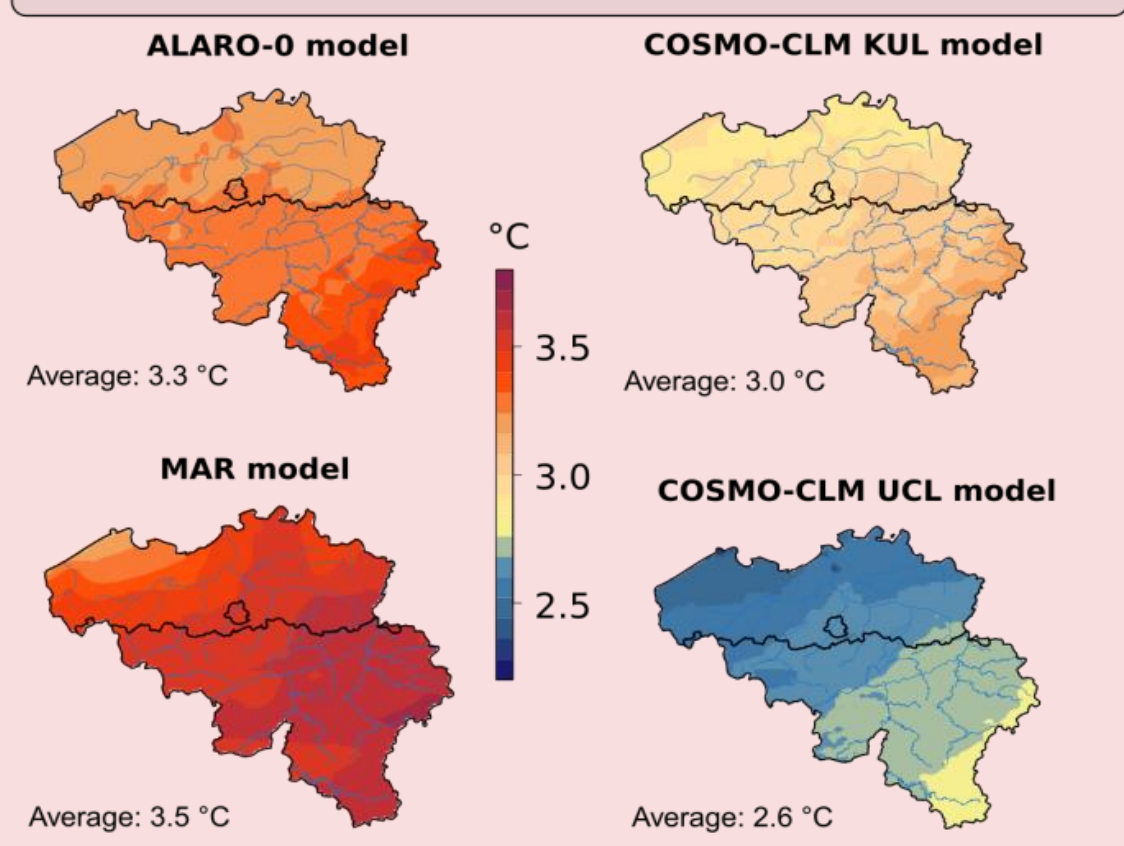 ALARO-0 model
COSMO-CLM KUL model
°C
3.5
3.0
2.5
Average: 3.3 °C
Average: 3.0 °C
MAR model
COSMO-CLM UCL model
Average: 3.5 °C
Average: 2.6 °C